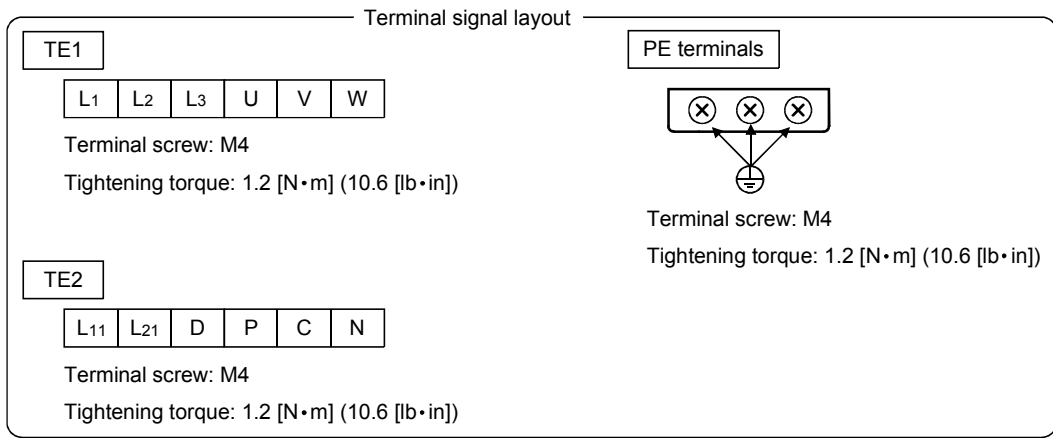 Terminal signal layout
TE1
L1 L2 L3 U V W
Terminal screw: M4
Tightening torque: 1.2 [N•m] (10.6 [lb•in])
PE terminals
Terminal screw: M4
Tightening torque: 1.2 [N•m] (10.6 [lb•in])
TE2
L11 L21 D P C N
Terminal screw: M4
Tightening torque: 1.2 [N•m] (10.6 [lb•in])